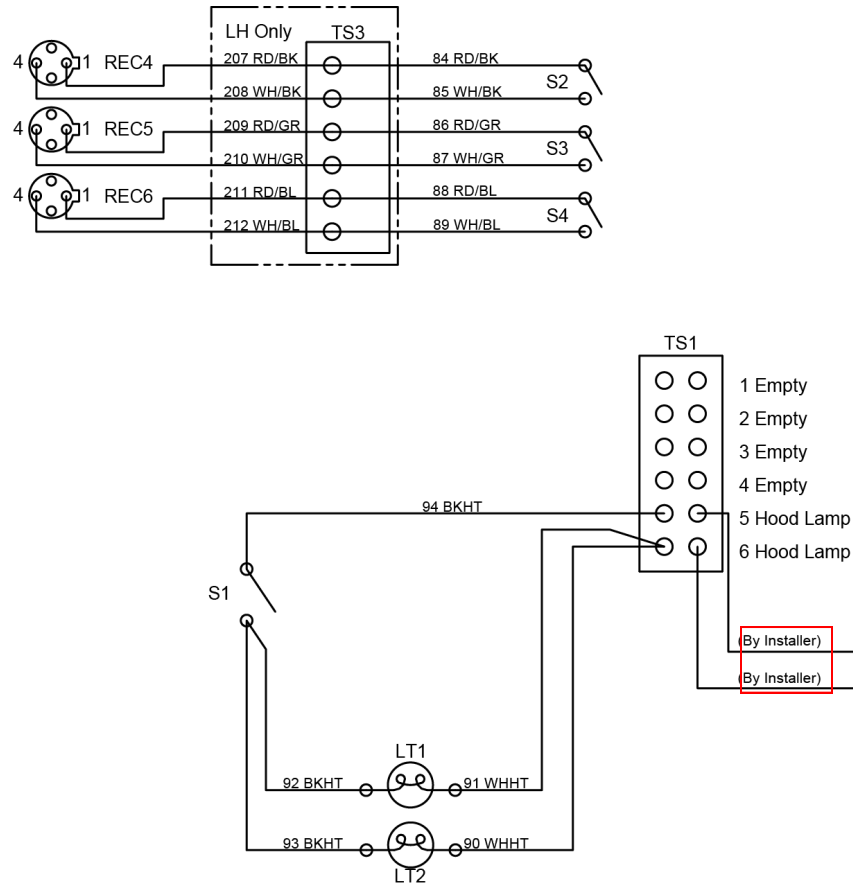 LH Only
TS3
4 1 REC4
207 RD/BK
84 RD/BK
S2
208 WH/BK
85 WH/BK
4 1 REC5
209 RD/GR
86 RD/GR
S3
210 WH/GR
87 WH/GR
4 1 REC6
211 RD/BL
88 RD/BL
S4
212 WH/BL
89 WH/BL
TS1
1 Empty
2 Empty
3 Empty
4 Empty
94 BKHT
5 Hood Lamp
6 Hood Lamp
S1
(By Installer)
(By Installer)
LT1
92 BKHT
91 WHHT
93 BKHT
90 WHHT
LT2